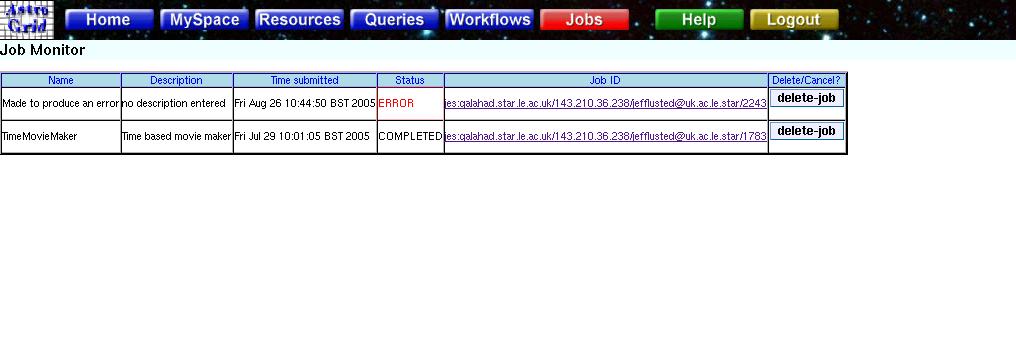 Astro Grid
Home MySpace Resources Queries Workflows Jobs Help Logout
Job Monitor
Name Description Time submitted Status Job ID Delete/Cancel?
Made to produce an error no description entered Fri Aug 26 10:44:50 BST 2005 ERROR jes:galahad.star.le.ac.uk/143.210.36.238/jefflusted@uk.ac.le.star/2243 delete-job
TimeMovieMaker Time based movie maker Fri Jul 29 10:01:05 BST 2005 COMPLETED jes:galahad.star.le.ac.uk/143.210.36.238/jefflusted@uk.ac.le.star/1783 delete-job